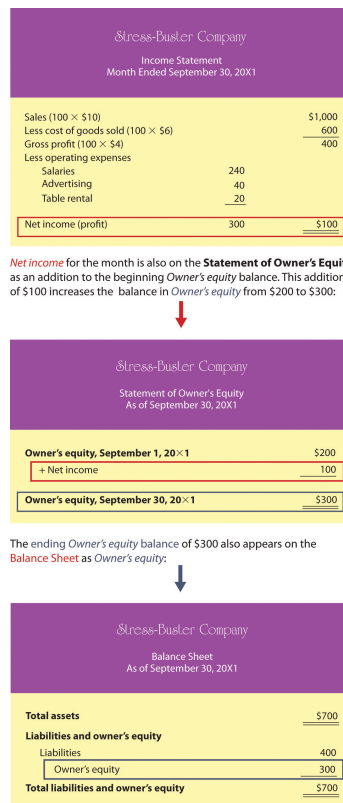 Stress-Buster Company
Income Statement
Month Ended September 30, 20X1
Sales (100 × $10) $1,000
Less cost of goods sold (100 × $6) 600
Gross profit (100 × $4) 400
Less operating expenses
Salaries 240
Advertising 40
Table rental 20
Net income (profit) 300 $100
Net income for the month is also on the Statement of Owner's Equit
as an addition to the beginning Owner's equity balance. This addition
of $100 increases the balance in Owner's equity from $200 to $300:
Stress-Buster Company
Statement of Owner's Equity
As of September 30, 20X1
Owner's equity, September 1, 20×1 $200
+ Net income 100
Owner's equity, September 30, 20×1 $300
The ending Owner's equity balance of $300 also appears on the
Balance Sheet as Owner's equity:
Stress-Buster Company
Balance Sheet
As of September 30, 20X1
Total assets $700
Liabilities and owner's equity
Liabilities 400
Owner's equity 300
Total liabilities and owner's equity $700